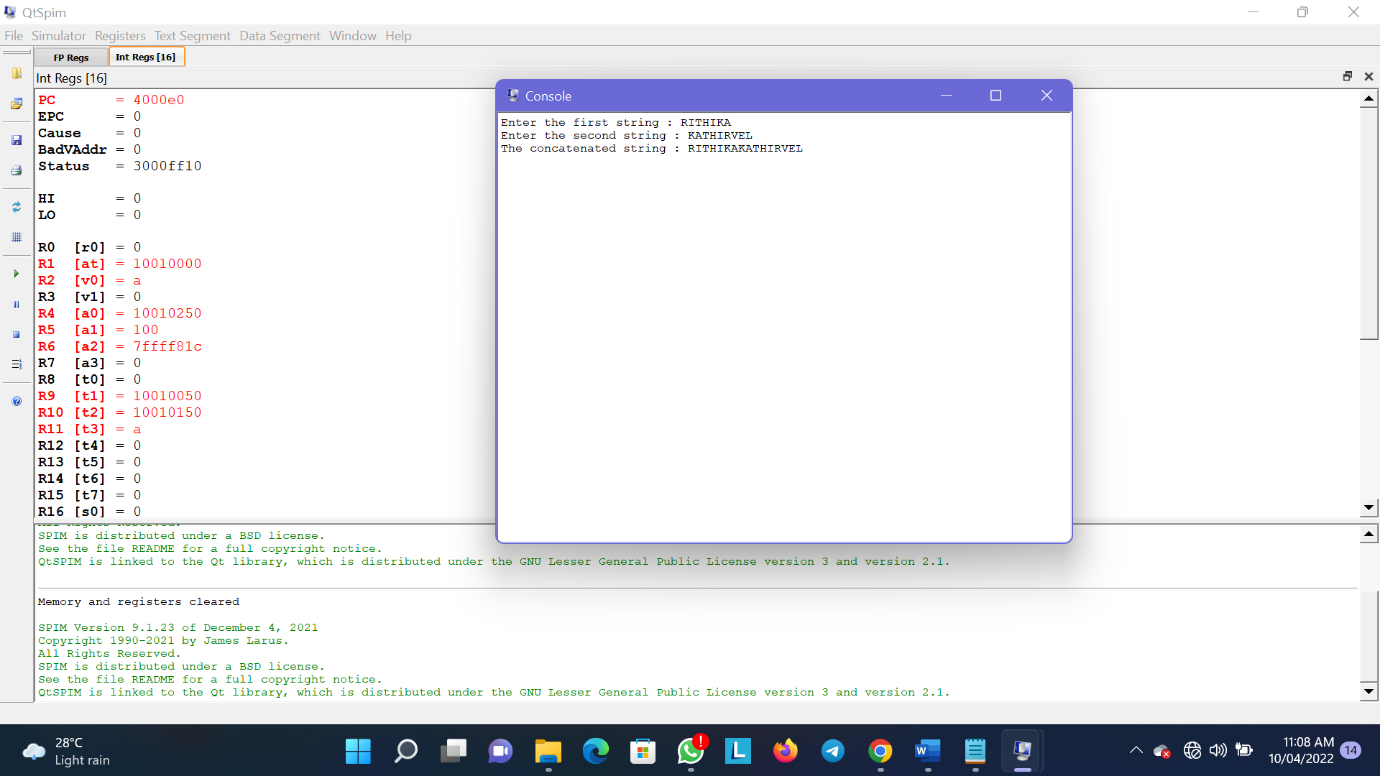 QtSpim
File Simulator Registers Text Segment Data Segment Window Help
FP Regs Int Regs [16]
Int Regs [16]
PC = 4000e0
EPC = 0
Cause = 0
BadVAddr = 0
Status = 3000ff10
HI = 0
LO = 0
R0 [r0] = 0
R1 [at] = 10010000
R2 [v0] = a
R3 [v1] = 0
R4 [a0] = 10010250
R5 [a1] = 100
R6 [a2] = 7ffff81c
R7 [a3] = 0
R8 [t0] = 0
R9 [t1] = 10010050
R10 [t2] = 10010150
R11 [t3] = a
R12 [t4] = 0
R13 [t5] = 0
R14 [t6] = 0
R15 [t7] = 0
R16 [s0] = 0
Console
Enter the first string : RITHIKA
Enter the second string : KATHIRVEL
The concatenated string : RITHIKAKATHIRVEL
All Rights Reserved.
SPIM is distributed under a BSD license.
See the file README for a full copyright notice.
QtSPIM is linked to the Qt library, which is distributed under the GNU Lesser General Public License version 3 and version 2.1.
Memory and registers cleared
SPIM Version 9.1.23 of December 4, 2021
Copyright 1990-2021 by James Larus.
All Rights Reserved.
SPIM is distributed under a BSD license.
See the file README for a full copyright notice.
QtSPIM is linked to the Qt library, which is distributed under the GNU Lesser General Public License version 3 and version 2.1.
28°C
Light rain
L
W
11:08 AM
10/04/2022
14